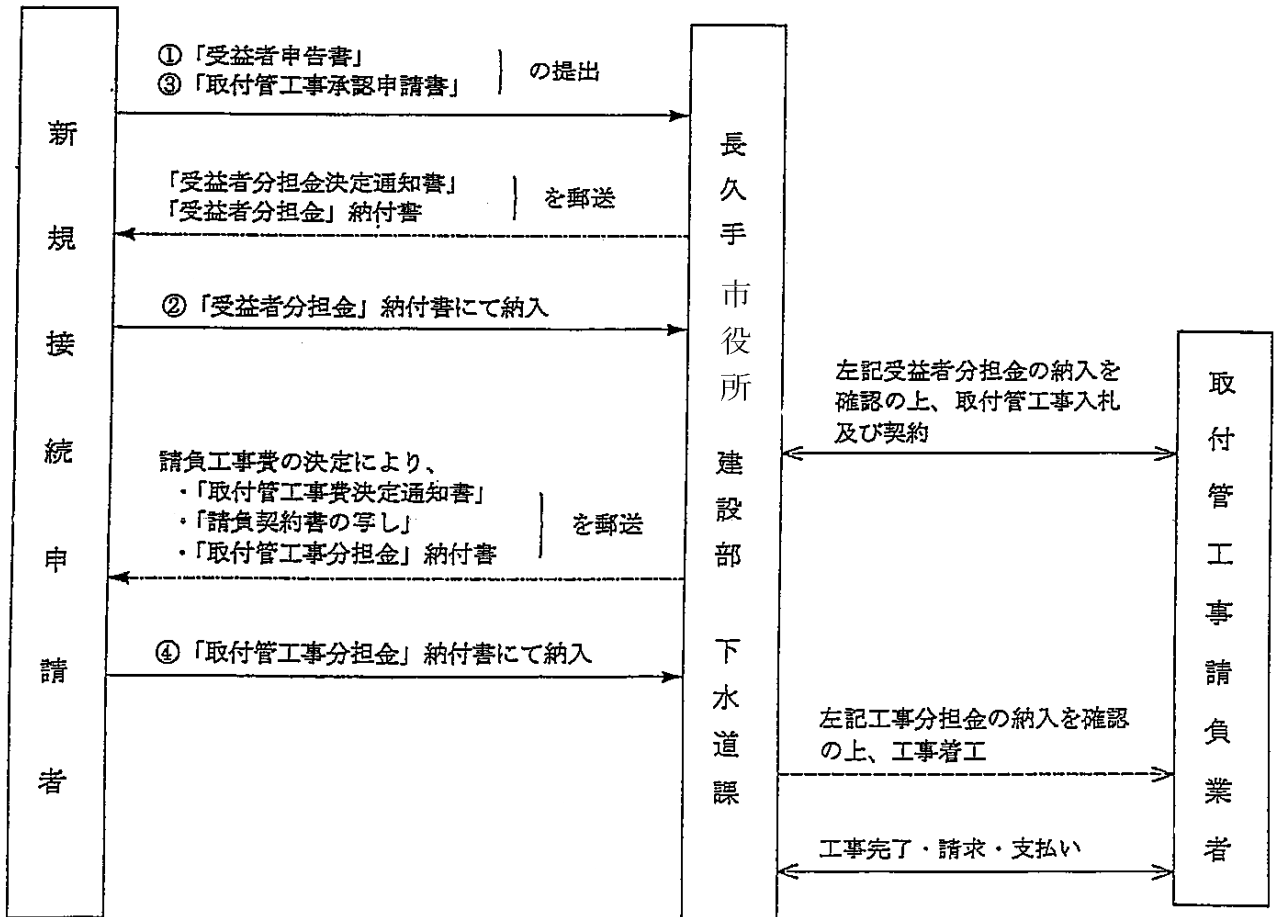 新規接続申請者
①「受益者申告書」
③「取付管工事承認申請書」
の提出
「受益者分担金決定通知書」
「受益者分担金」納付書
を郵送
②「受益者分担金」納付書にて納入
請負工事費の決定により、
・「取付管工事費決定通知書」
・「請負契約書の写し」
・「取付管工事分担金」納付書
を郵送
④「取付管工事分担金」納付書にて納入
長久手市役所 建設部 下水道課
左記受益者分担金の納入を
確認の上、取付管工事入札
及び契約
左記工事分担金の納入を確認
の上、工事着工
工事完了・請求・支払い
取付管工事請負業者